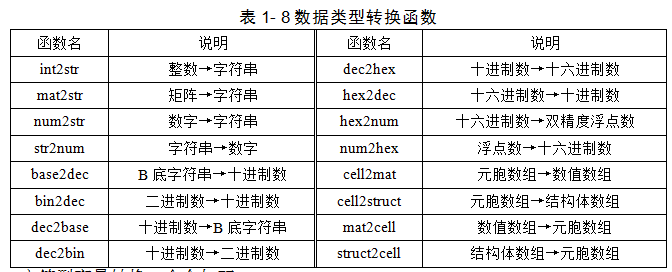 表 1- 8 数据类型转换函数
函数名 说明 函数名 说明
int2str 整数→字符串 dec2hex 十进制数→十六进制数
mat2str 矩阵→字符串 hex2dec 十六进制数→十进制数
num2str 数字→字符串 hex2num 十六进制数→双精度浮点数
str2num 字符串→数字 num2hex 浮点数→十六进制数
base2dec B 底字符串→十进制数 cell2mat 元胞数组→数值数组
bin2dec 二进制数→十进制数 cell2struct 元胞数组→结构体数组
dec2base 十进制数→B 底字符串 mat2cell 数值数组→元胞数组
dec2bin 十进制数→二进制数 struct2cell 结构体数组→元胞数组